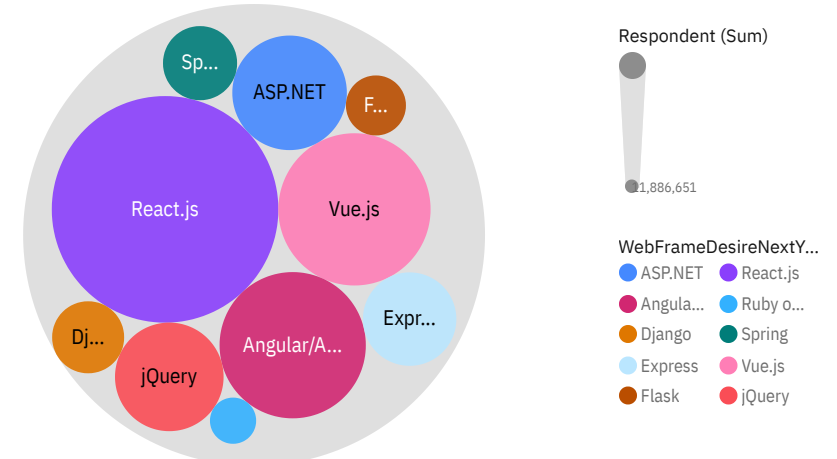 Sp...
ASP.NET
F...
React.js
Vue.js
Expr...
Dj...
Angular/A...
jQuery
Respondent (Sum)
11,886,651
WebFrameDesireNextY...
ASP.NET
React.js
Angula...
Ruby o...
Django
Spring
Express
Vue.js
Flask
jQuery